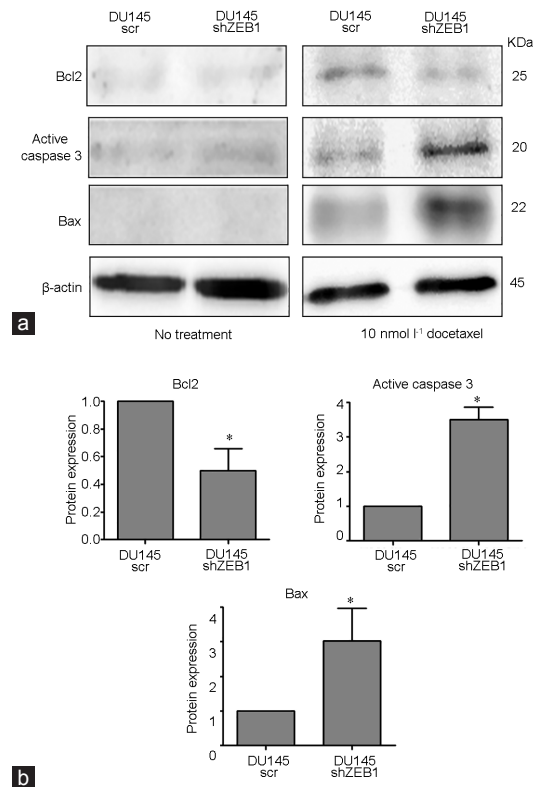 DU145 scr
DU145 shZEB1
DU145 scr
DU145 shZEB1
KDa
Bcl2
25
Active caspase 3
20
Bax
22
β-actin
45
a
No treatment
10 nmol l-1 docetaxel
Bcl2
Protein expression
1.0
0.8
0.6
0.4
0.2
0.0
*
DU145 scr
DU145 shZEB1
Active caspase 3
Protein expression
4
3
2
1
0
*
DU145 scr
DU145 shZEB1
Bax
Protein expression
4
3
2
1
0
*
DU145 scr
DU145 shZEB1
b